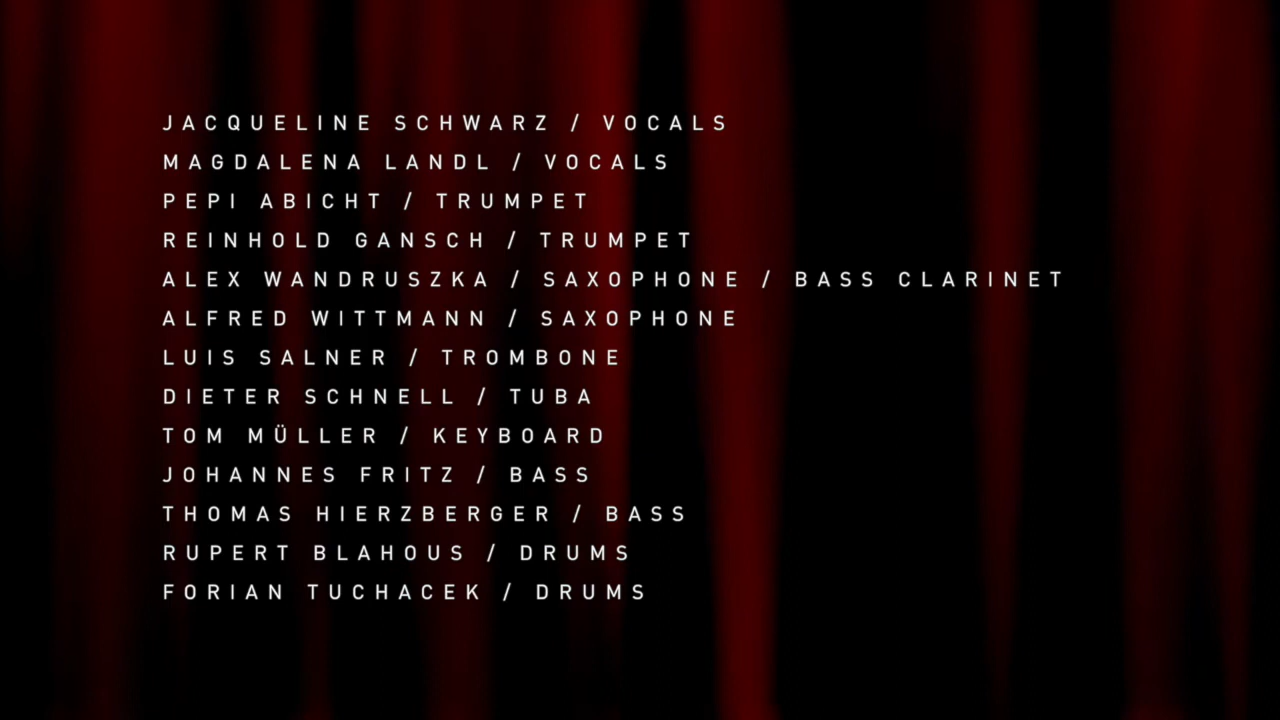 JACQUELINE SCHWARZ / VOCALS
MAGDALENA LANDL / VOCALS
PEPI ABICHT / TRUMPET
REINHOLD GANSCH / TRUMPET
ALEX WANDRUSZKA / SAXOPHONE / BASS CLARINET
ALFRED WITTMANN / SAXOPHONE
LUIS SALNER / TROMBONE
DIETER SCHNELL / TUBA
TOM MÜLLER / KEYBOARD
JOHANNES FRITZ / BASS
THOMAS HIERZBERGER / BASS
RUPERT BLAHOUS / DRUMS
FORIAN TUCHACEK / DRUMS